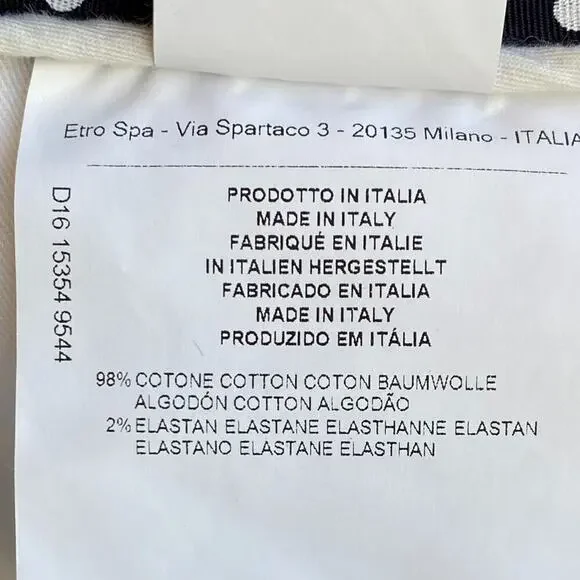 Etro Spa - Via Spartaco 3 - 20135 Milano - ITALIA
D16 15354 9544
PRODOTTO IN ITALIA
MADE IN ITALY
FABRIQUÉ EN ITALIE
IN ITALIEN HERGESTELLT
FABRICADO EN ITALIA
MADE IN ITALY
PRODUZIDO EM ITÁLIA
98% COTONE COTTON COTON BAUMWOLLE
ALGODÓN COTTON ALGODÃO
2% ELASTAN ELASTANE ELASTHANNE ELASTAN
ELASTANO ELASTANE ELASTHAN